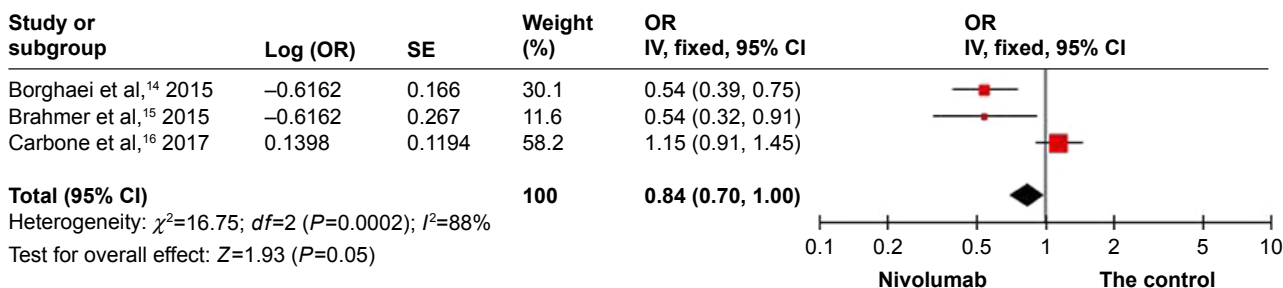 Study or subgroup Log (OR) SE Weight (%) OR IV, fixed, 95% CI OR IV, fixed, 95% CI
Borghaei et al,¹⁴ 2015 –0.6162 0.166 30.1 0.54 (0.39, 0.75)
Brahmer et al,¹⁵ 2015 –0.6162 0.267 11.6 0.54 (0.32, 0.91)
Carbone et al,¹⁶ 2017 0.1398 0.1194 58.2 1.15 (0.91, 1.45)
Total (95% CI) 100 0.84 (0.70, 1.00)
Heterogeneity: χ²=16.75; df=2 (P=0.0002); I²=88%
Test for overall effect: Z=1.93 (P=0.05)
0.1 0.2 0.5 1 2 5 10
Nivolumab The control